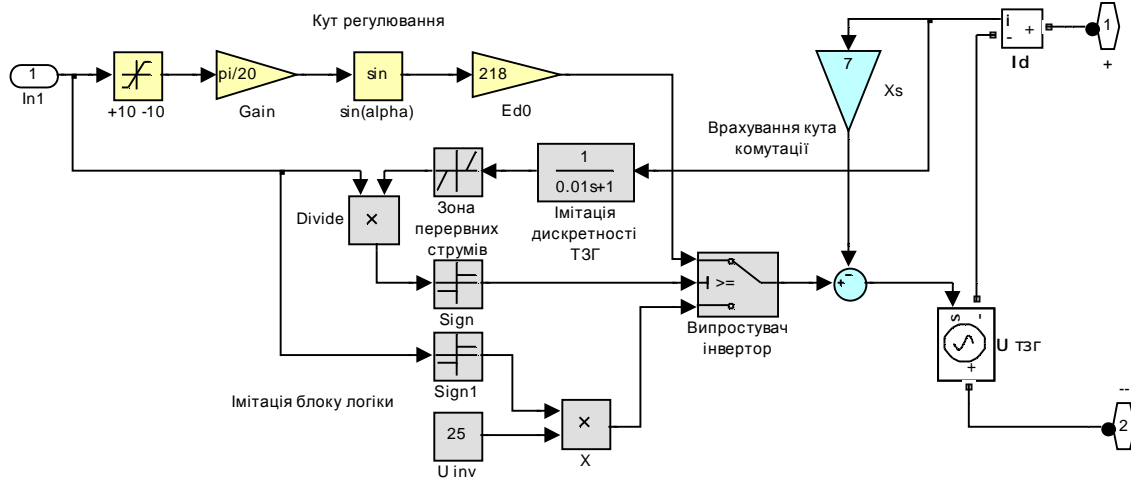 Кут регулювання
1
In1
+10 -10
pi/20
Gain
sin
sin(alpha)
218
Ed0
7
Xs
i
-
+
Id
1
+
Врахування кута
комутації
1
0.01s+1
Імітація
дискретності
ТЗГ
Зона
перервних
струмів
Divide
×
Sign
>=
Випростувач
інвертор
+
−
s
-
+
U тзг
Sign1
Імітація блоку логіки
25
U inv
×
X
--
2